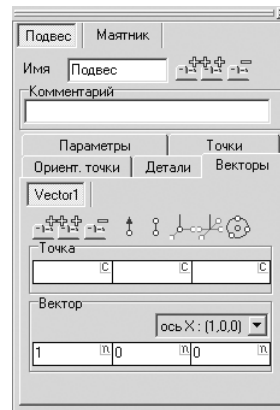 Подвес Маятник
Имя Подвес
Комментарий
Параметры Точки
Ориент. точки Детали Векторы
Vector1
Точка
C C C
Вектор
ось X : (1,0,0)
1 n 0 n 0 n